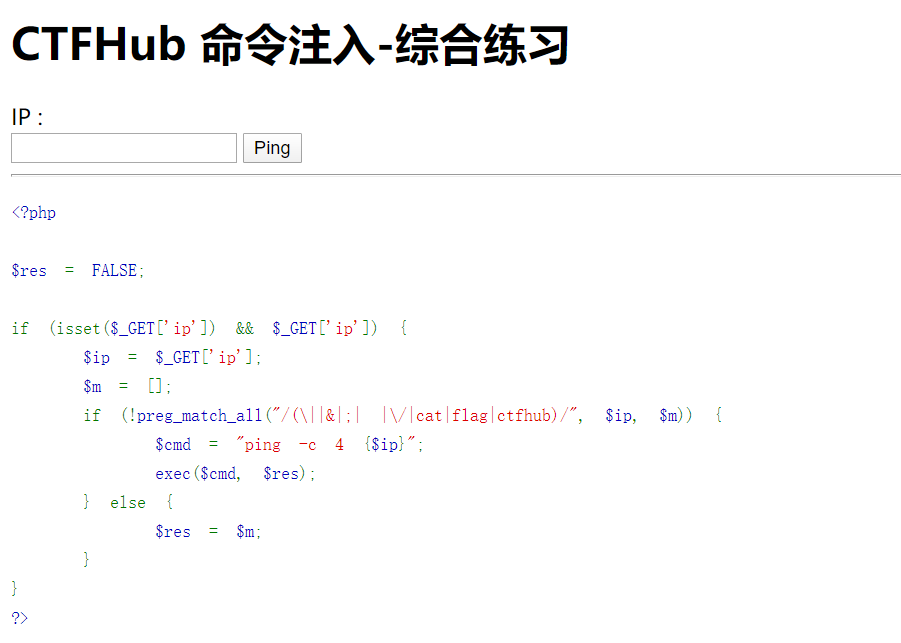 CTFHub 命令注入-综合练习
IP :
Ping
<?php
$res = FALSE;
if (isset($_GET['ip']) && $_GET['ip']) {
$ip = $_GET['ip'];
$m = [];
if (!preg_match_all("/(\||&|;| |\/|cat|flag|ctfhub)/", $ip, $m)) {
$cmd = "ping -c 4 {$ip}";
exec($cmd, $res);
} else {
$res = $m;
}
}
?>